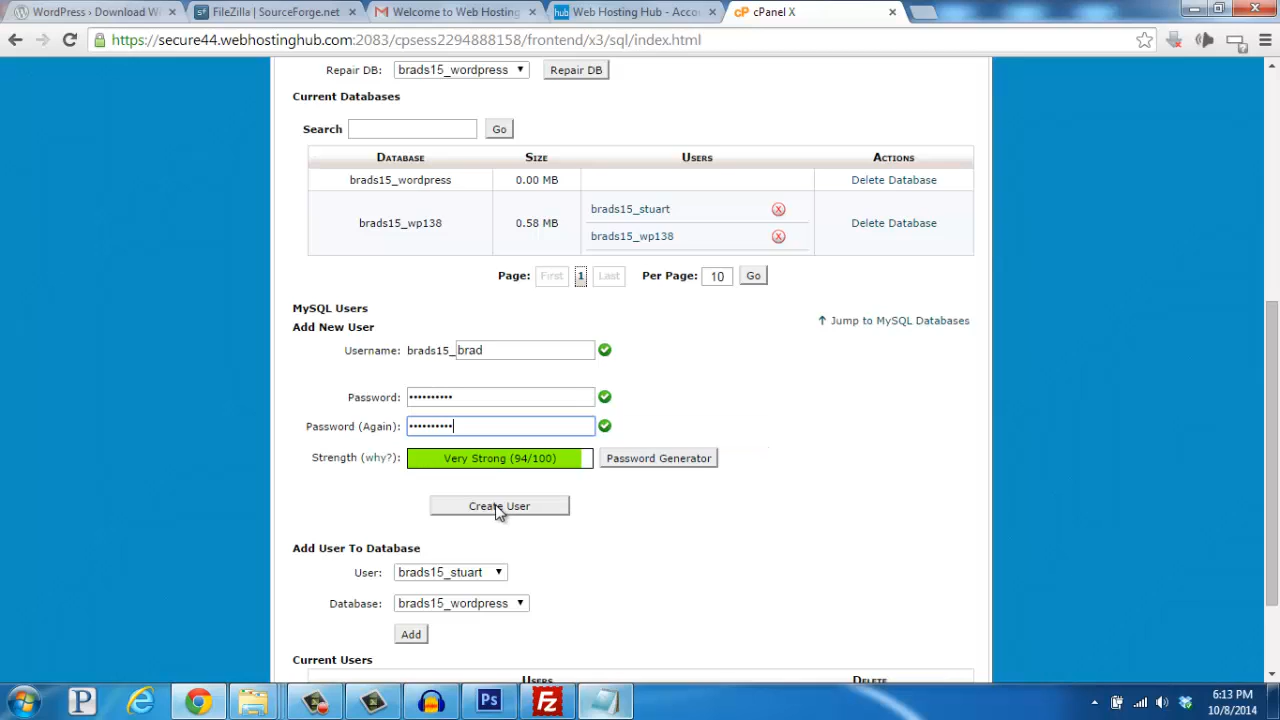 WordPress › Download W
FileZilla | SourceForge.net
Welcome to Web Hosting
Web Hosting Hub - Acco
cPanel X
https://secure44.webhostinghub.com:2083/cpsess2294888158/frontend/x3/sql/index.html
Repair DB: brads15_wordpress Repair DB
Current Databases
Search Go
Database Size Users Actions
brads15_wordpress 0.00 MB Delete Database
brads15_wp138 0.58 MB brads15_stuart Delete Database
brads15_wp138
Page: First 1 Last Per Page: 10 Go
MySQL Users
↑ Jump to MySQL Databases
Add New User
Username: brads15_ brad
Password: ••••••••••
Password (Again): ••••••••••
Strength (why?): Very Strong (94/100) Password Generator
Create User
Add User To Database
User: brads15_stuart
Database: brads15_wordpress
Add
Current Users
Users Delete
6:13 PM
10/8/2014